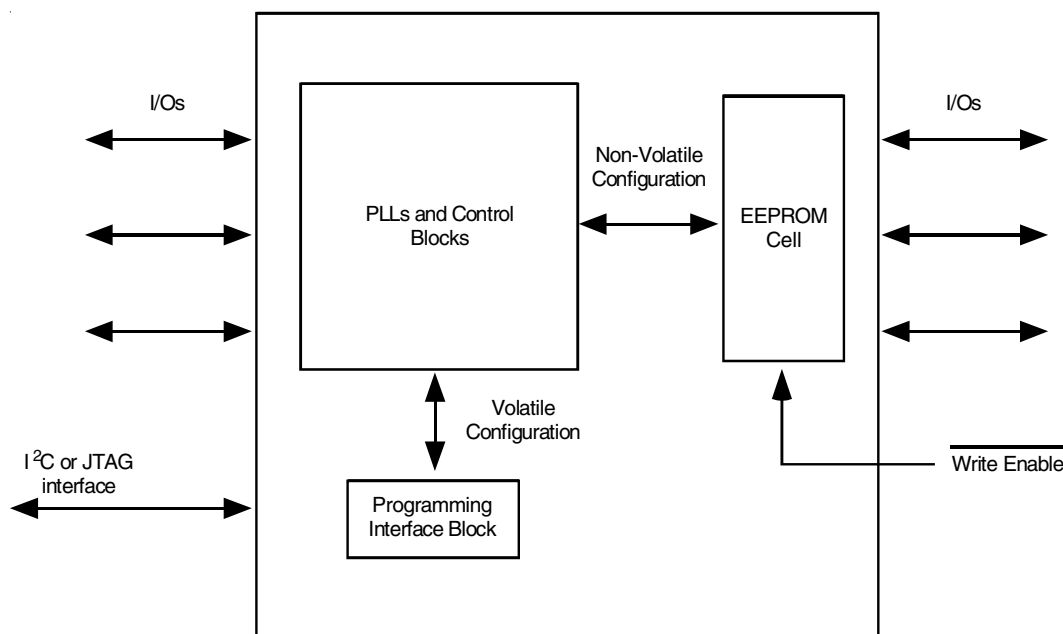 I/Os
I/Os
Non-Volatile
Configuration
PLLs and Control
Blocks
EEPROM
Cell
Volatile
Configuration
I²C or JTAG
interface
Write Enable
Programming
Interface Block